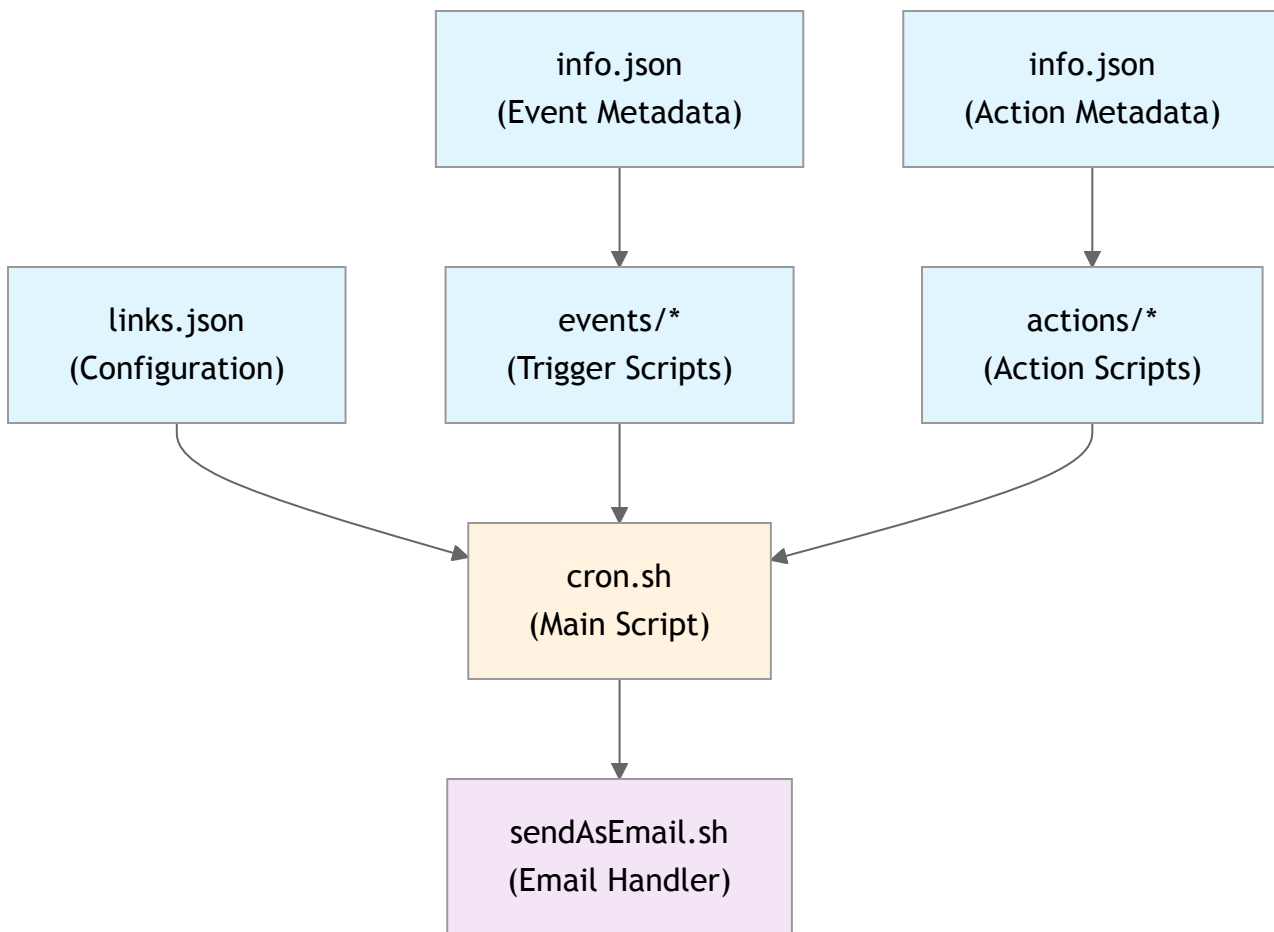 info.json
(Event Metadata)
info.json
(Action Metadata)
links.json
(Configuration)
events/*
(Trigger Scripts)
actions/*
(Action Scripts)
cron.sh
(Main Script)
sendAsEmail.sh
(Email Handler)